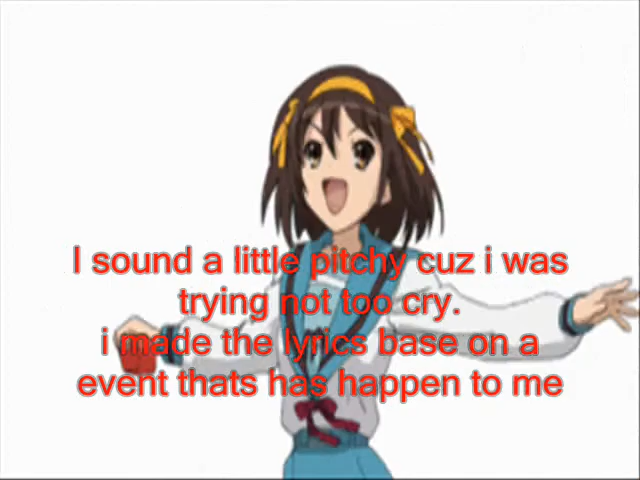 I sound a little pitchy cuz i was
trying not too cry.
i made the lyrics base on a
event thats has happen to me